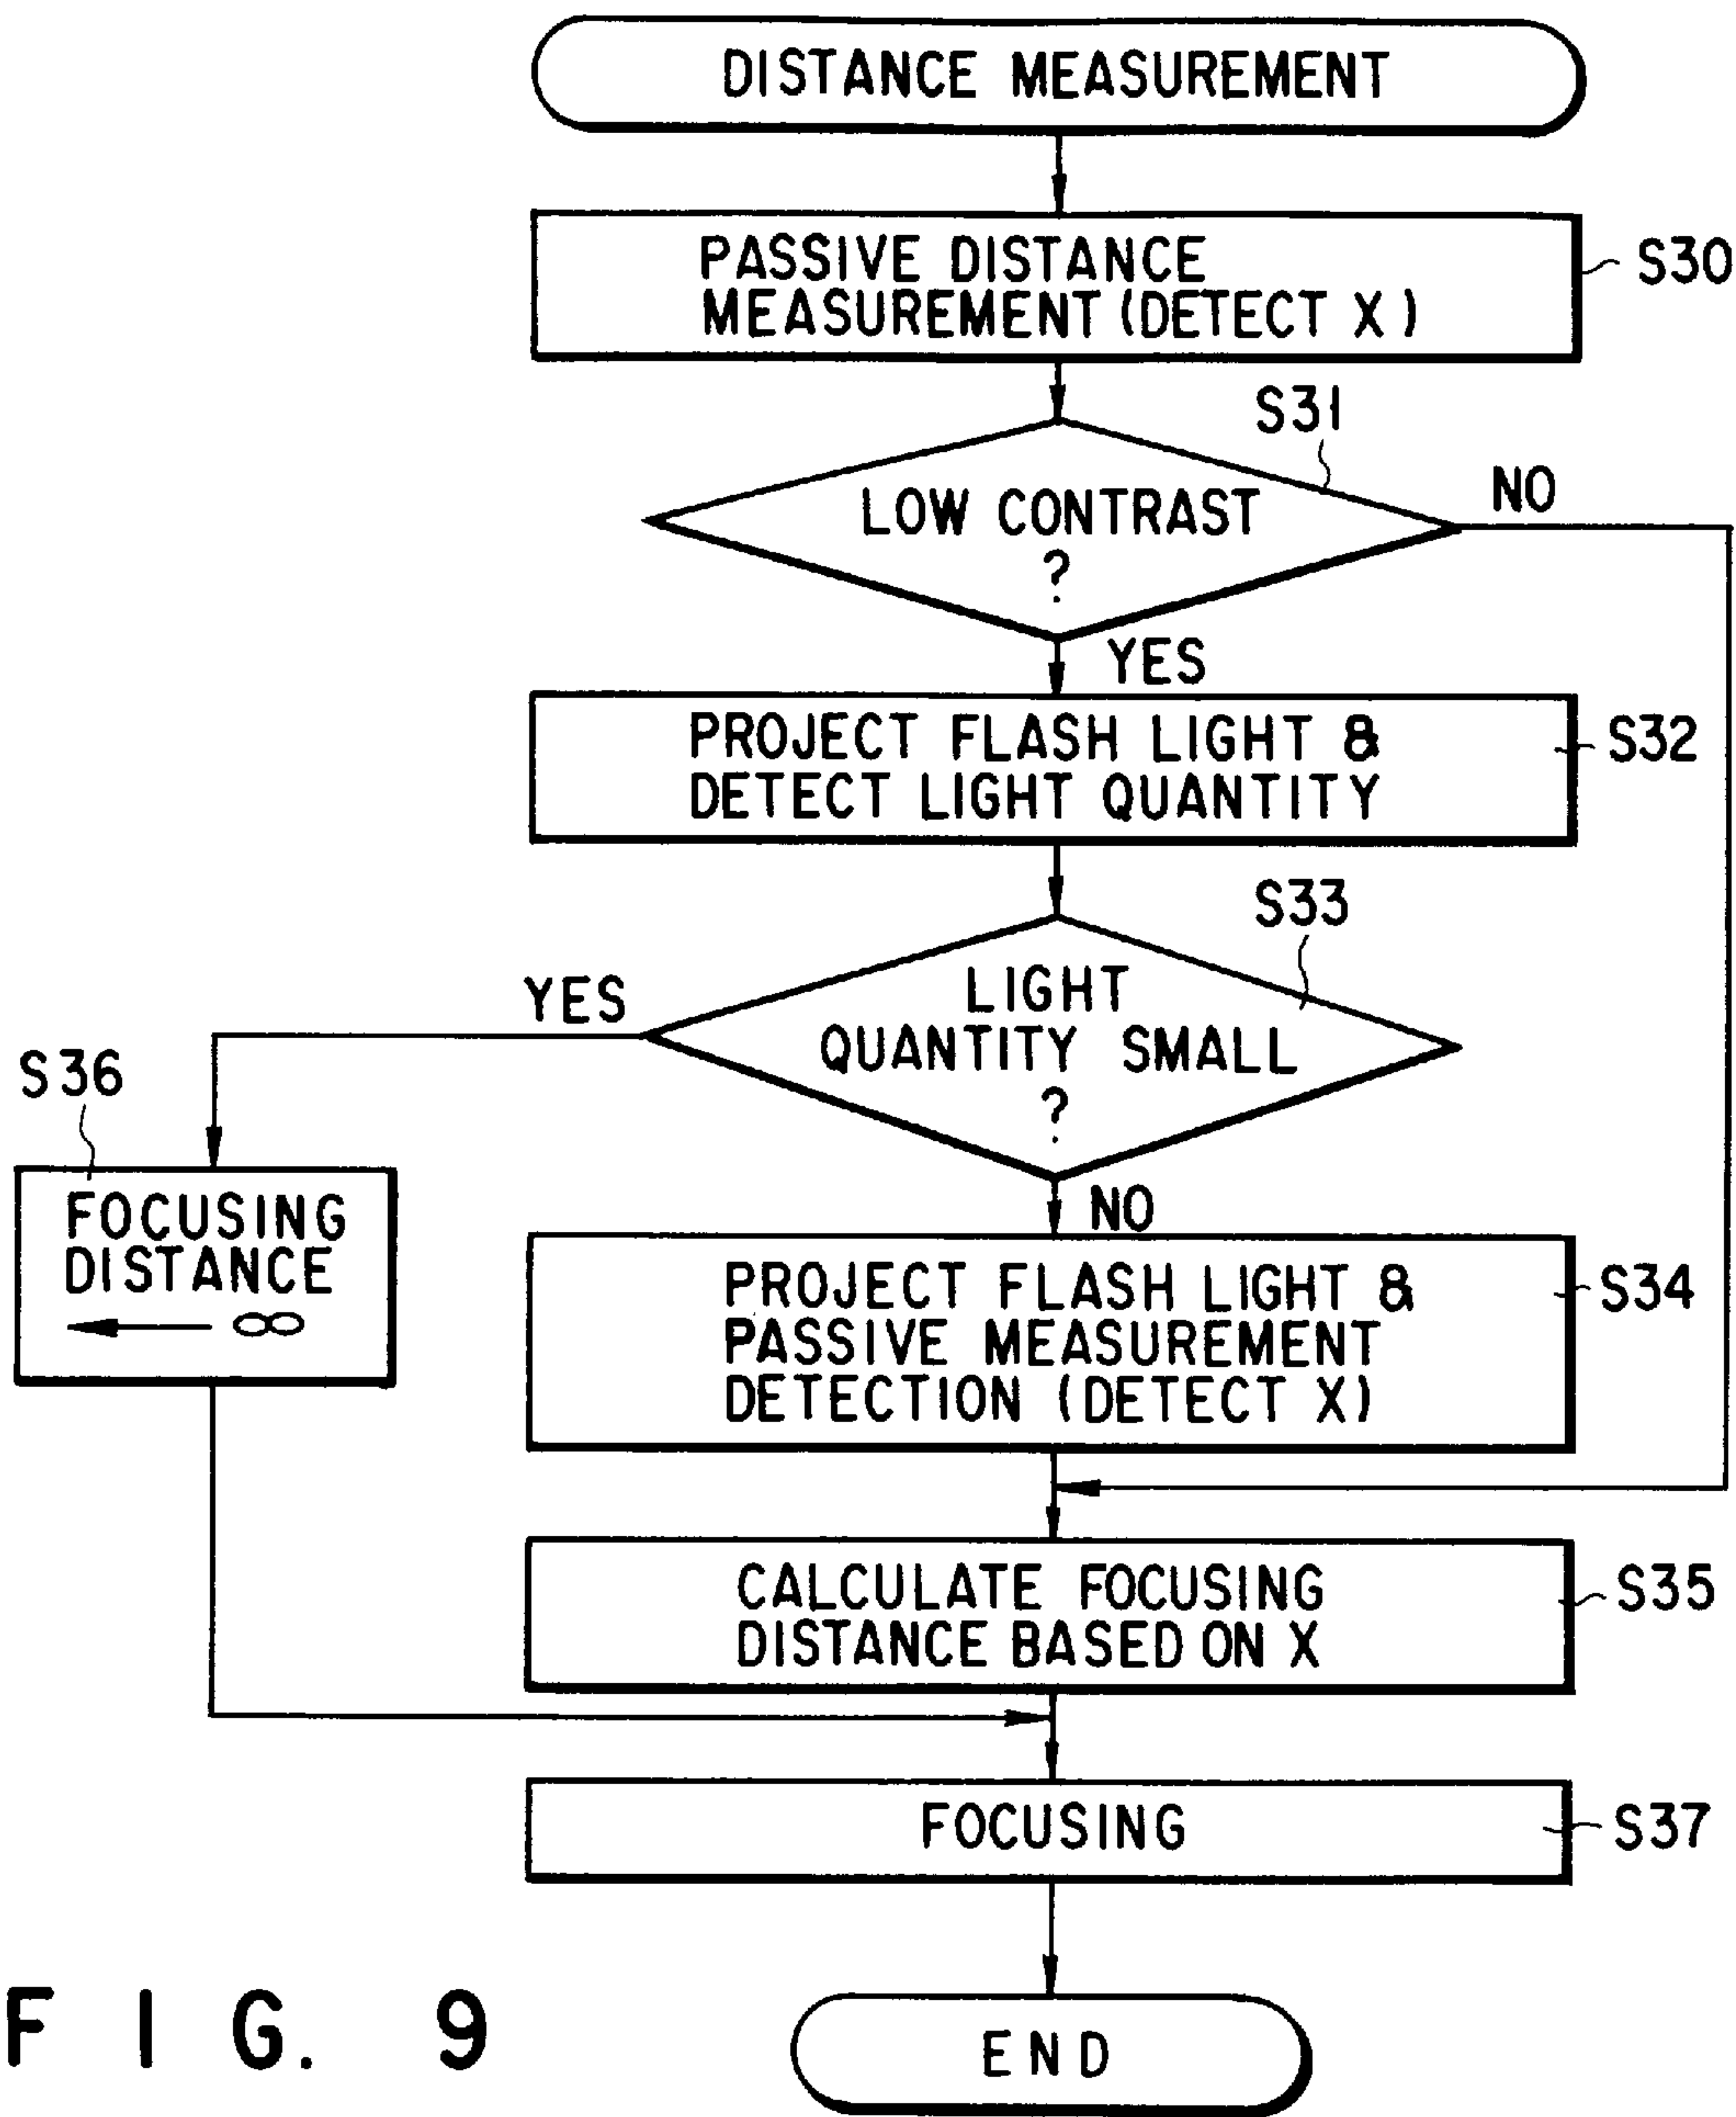 DISTANCE MEASUREMENT
PASSIVE DISTANCE
MEASUREMENT (DETECT X)
S30
S31
LOW CONTRAST
?
NO
YES
PROJECT FLASH LIGHT &
DETECT LIGHT QUANTITY
S32
S33
LIGHT
QUANTITY SMALL
?
YES
NO
S36
FOCUSING
DISTANCE
← ∞
PROJECT FLASH LIGHT &
PASSIVE MEASUREMENT
DETECTION (DETECT X)
S34
CALCULATE FOCUSING
DISTANCE BASED ON X
S35
FOCUSING
S37
END
FIG. 9